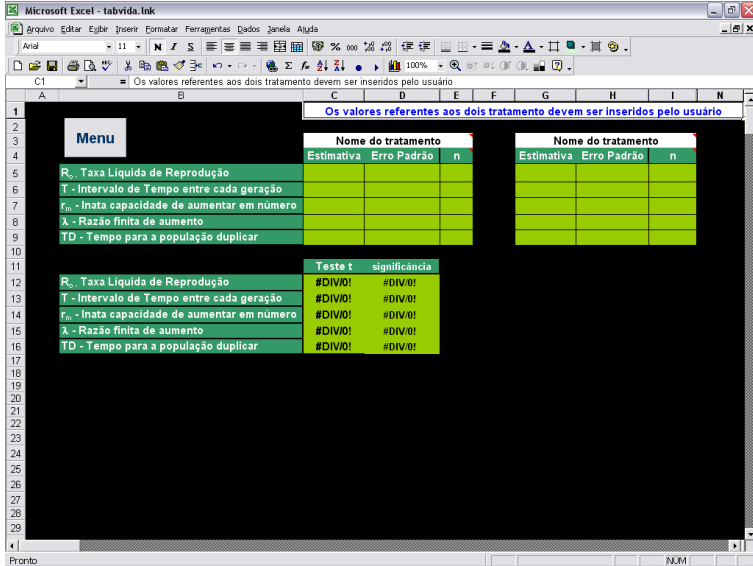 Microsoft Excel - tabvida.lnk
Arquivo Editar Exibir Inserir Formatar Ferramentas Dados Janela Ajuda
Arial 11 N I S % 000
100%
C1 = Os valores referentes aos dois tratamento devem ser inseridos pelo usuário
A B C D E F G H I L M N
1 Os valores referentes aos dois tratamento devem ser inseridos pelo usuário
2
Menu
3 Nome do tratamento Nome do tratamento
4 Estimativa Erro Padrão n Estimativa Erro Padrão n
5 Ro. Taxa Líquida de Reprodução
6 T - Intervalo de Tempo entre cada geração
7 rm - Inata capacidade de aumentar em número
8 λ - Razão finita de aumento
9 TD - Tempo para a população duplicar
10
11 Teste t significância
12 Ro. Taxa Líquida de Reprodução #DIV/0! #DIV/0!
13 T - Intervalo de Tempo entre cada geração #DIV/0! #DIV/0!
14 rm - Inata capacidade de aumentar em número #DIV/0! #DIV/0!
15 λ - Razão finita de aumento #DIV/0! #DIV/0!
16 TD - Tempo para a população duplicar #DIV/0! #DIV/0!
17
18
19
20
21
22
23
24
25
26
27
28
29
Pronto NÚM